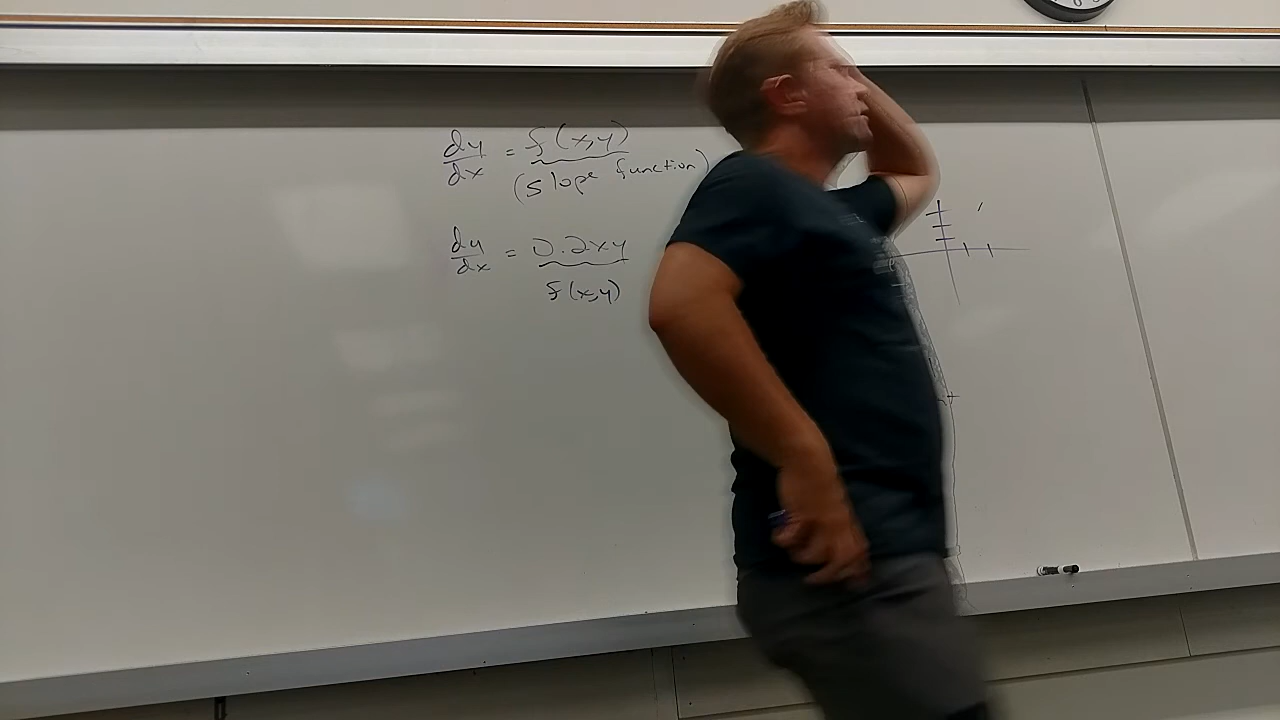 dy/dx = f(x,y)
(slope function)
dy/dx = 0.2xy
f(x,y)